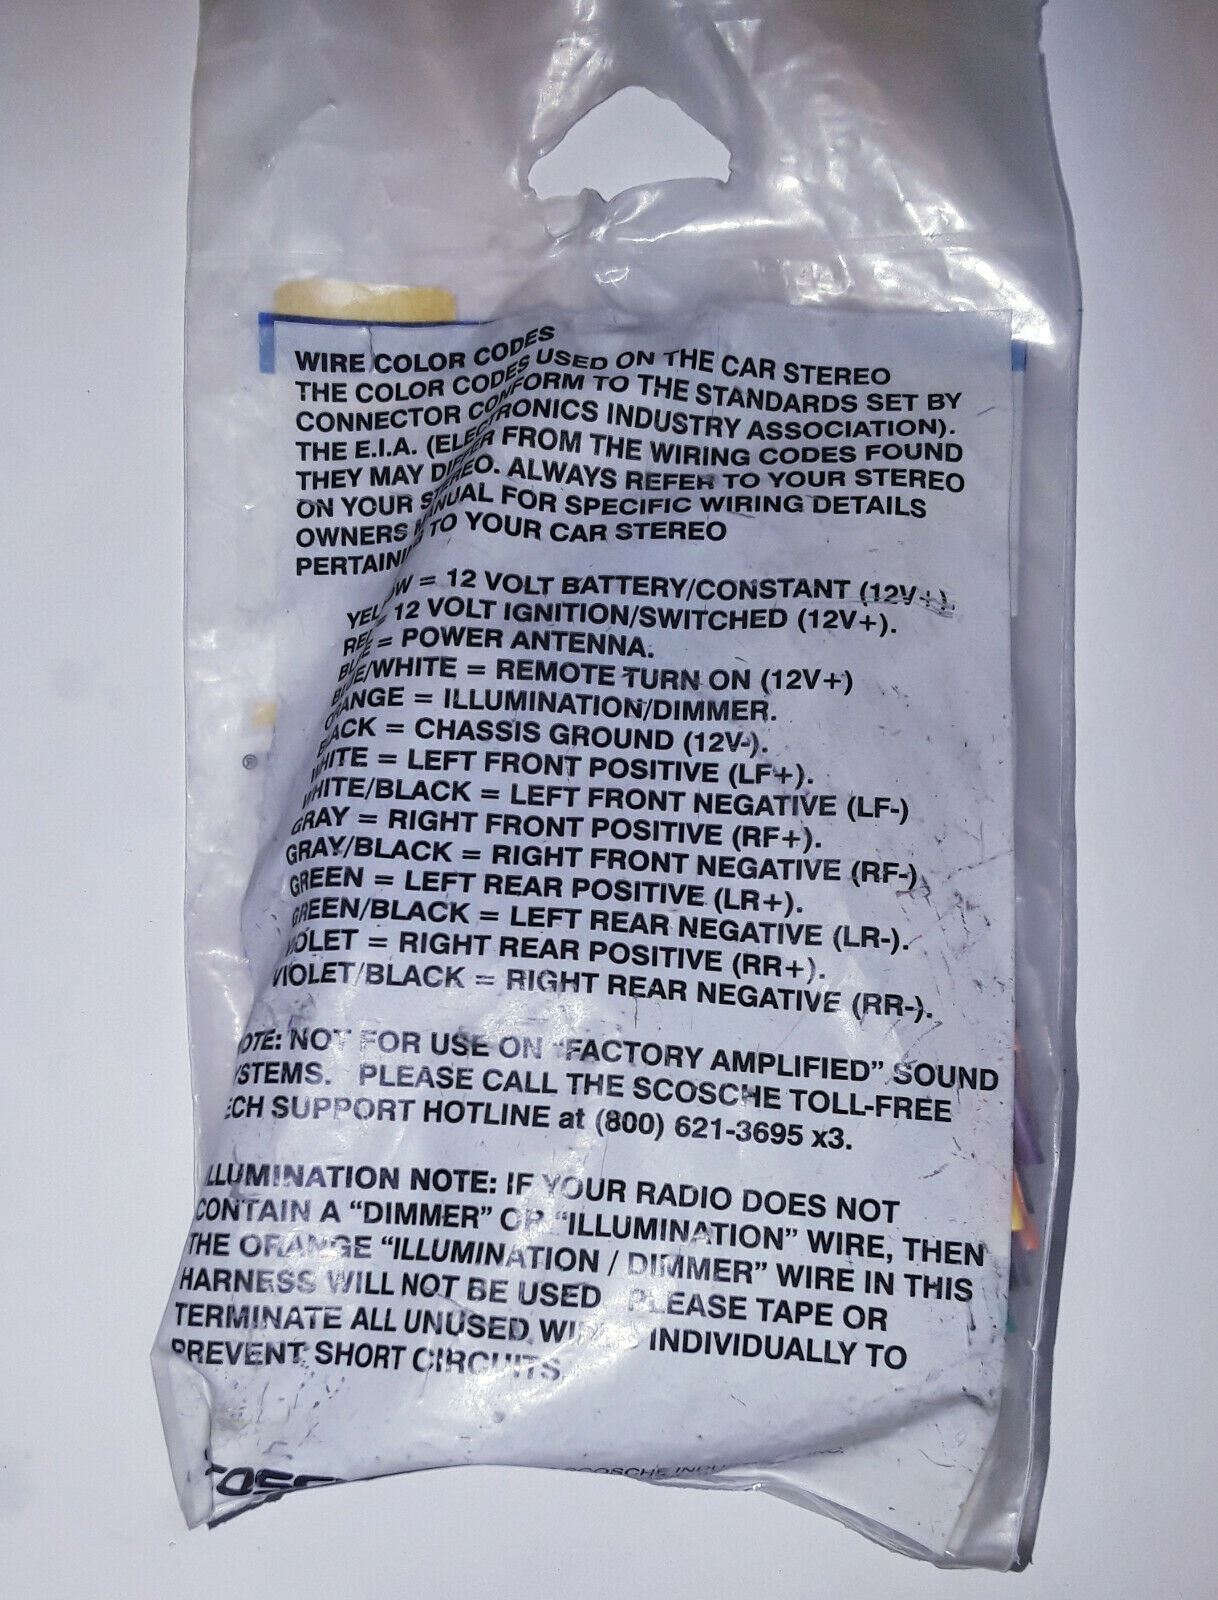 WIRE COLOR CODES
THE COLOR CODES USED ON THE CAR STEREO
CONNECTOR CONFORM TO THE STANDARDS SET BY
THE E.I.A. (ELECTRONICS INDUSTRY ASSOCIATION).
THEY MAY DIFFER FROM THE WIRING CODES FOUND
ON YOUR STEREO. ALWAYS REFER TO YOUR STEREO
OWNERS MANUAL FOR SPECIFIC WIRING DETAILS
PERTAINING TO YOUR CAR STEREO
YELLOW = 12 VOLT BATTERY/CONSTANT (12V+).
RED = 12 VOLT IGNITION/SWITCHED (12V+).
BLUE = POWER ANTENNA.
BLUE/WHITE = REMOTE TURN ON (12V+)
ORANGE = ILLUMINATION/DIMMER.
BLACK = CHASSIS GROUND (12V-).
WHITE = LEFT FRONT POSITIVE (LF+).
WHITE/BLACK = LEFT FRONT NEGATIVE (LF-)
GRAY = RIGHT FRONT POSITIVE (RF+).
GRAY/BLACK = RIGHT FRONT NEGATIVE (RF-).
GREEN = LEFT REAR POSITIVE (LR+).
GREEN/BLACK = LEFT REAR NEGATIVE (LR-).
VIOLET = RIGHT REAR POSITIVE (RR+).
VIOLET/BLACK = RIGHT REAR NEGATIVE (RR-).
NOTE: NOT FOR USE ON "FACTORY AMPLIFIED" SOUND
SYSTEMS. PLEASE CALL THE SCOSCHE TOLL-FREE
TECH SUPPORT HOTLINE at (800) 621-3695 x3.
ILLUMINATION NOTE: IF YOUR RADIO DOES NOT
CONTAIN A "DIMMER" OR "ILLUMINATION" WIRE, THEN
THE ORANGE "ILLUMINATION / DIMMER" WIRE IN THIS
HARNESS WILL NOT BE USED PLEASE TAPE OR
TERMINATE ALL UNUSED WIRES INDIVIDUALLY TO
PREVENT SHORT CIRCUITS.
SCOSCHE
®